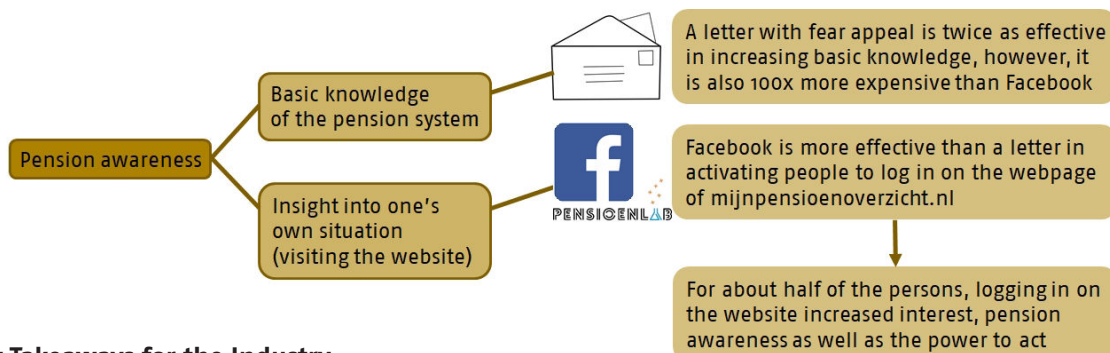 A letter with fear appeal is twice as effective
in increasing basic knowledge, however, it
is also 100x more expensive than Facebook
Basic knowledge
of the pension system
Pension awareness
Facebook is more effective than a letter in
activating people to log in on the webpage
of mijnpensioenoverzicht.nl
f
PENSIOENLAB
Insight into one's
own situation
(visiting the website)
For about half of the persons, logging in on
the website increased interest, pension
awareness as well as the power to act
Takeaways for the Industry